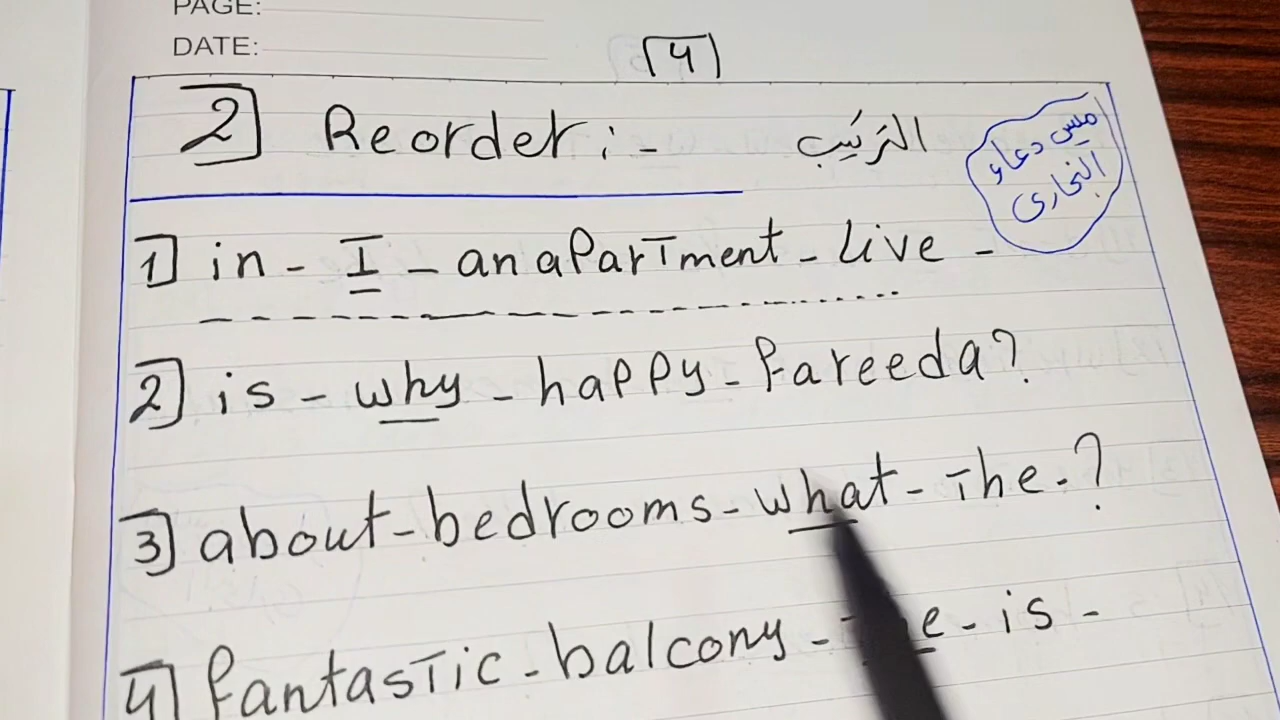 PAGE:
DATE:
4
2 Reorder:- الترتيب
ميس دعاء
النجاري
1 in - I - an apartment - live -
2 is - why - happy - Fareeda?
3 about - bedrooms - what - The - ?
4 fantastic - balcony - The - is -